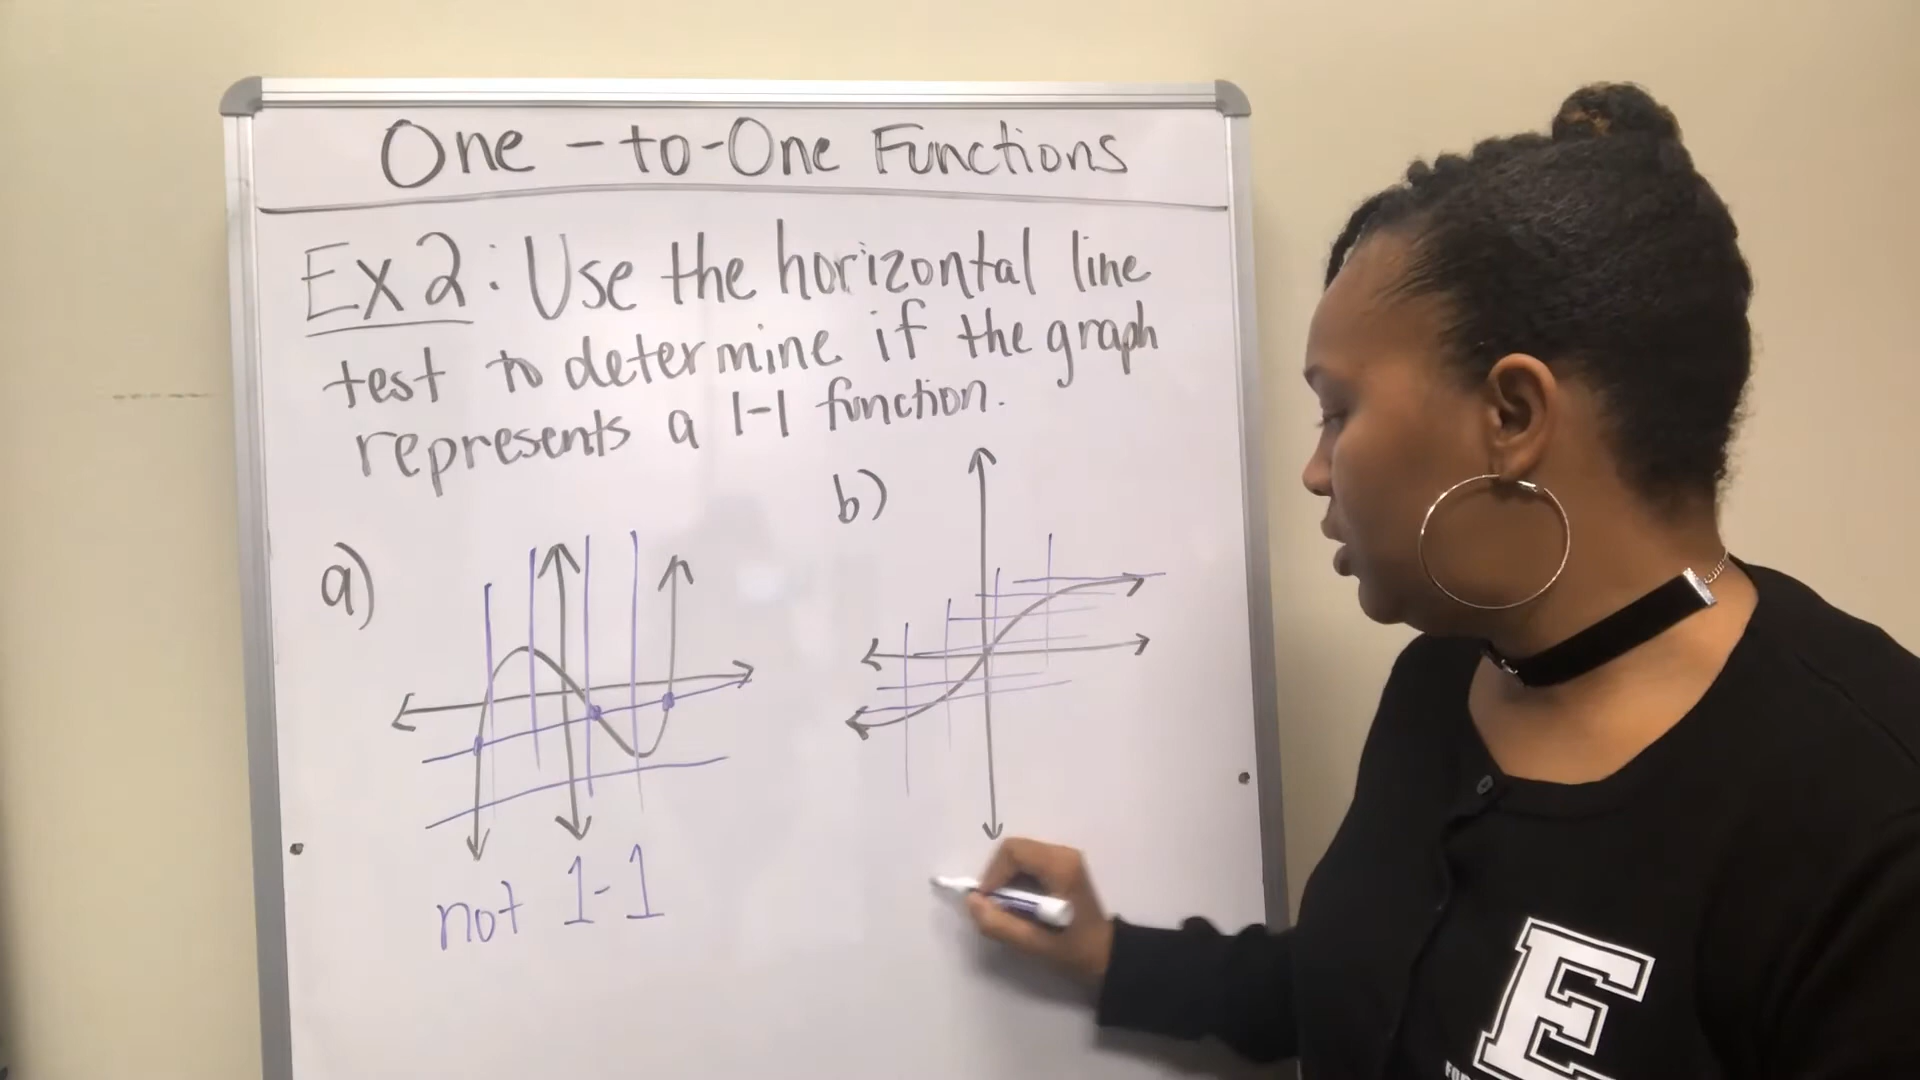 One-to-One Functions
Ex 2: Use the horizontal line
test to determine if the graph
represents a 1-1 function.
a)
b)
not 1-1
E